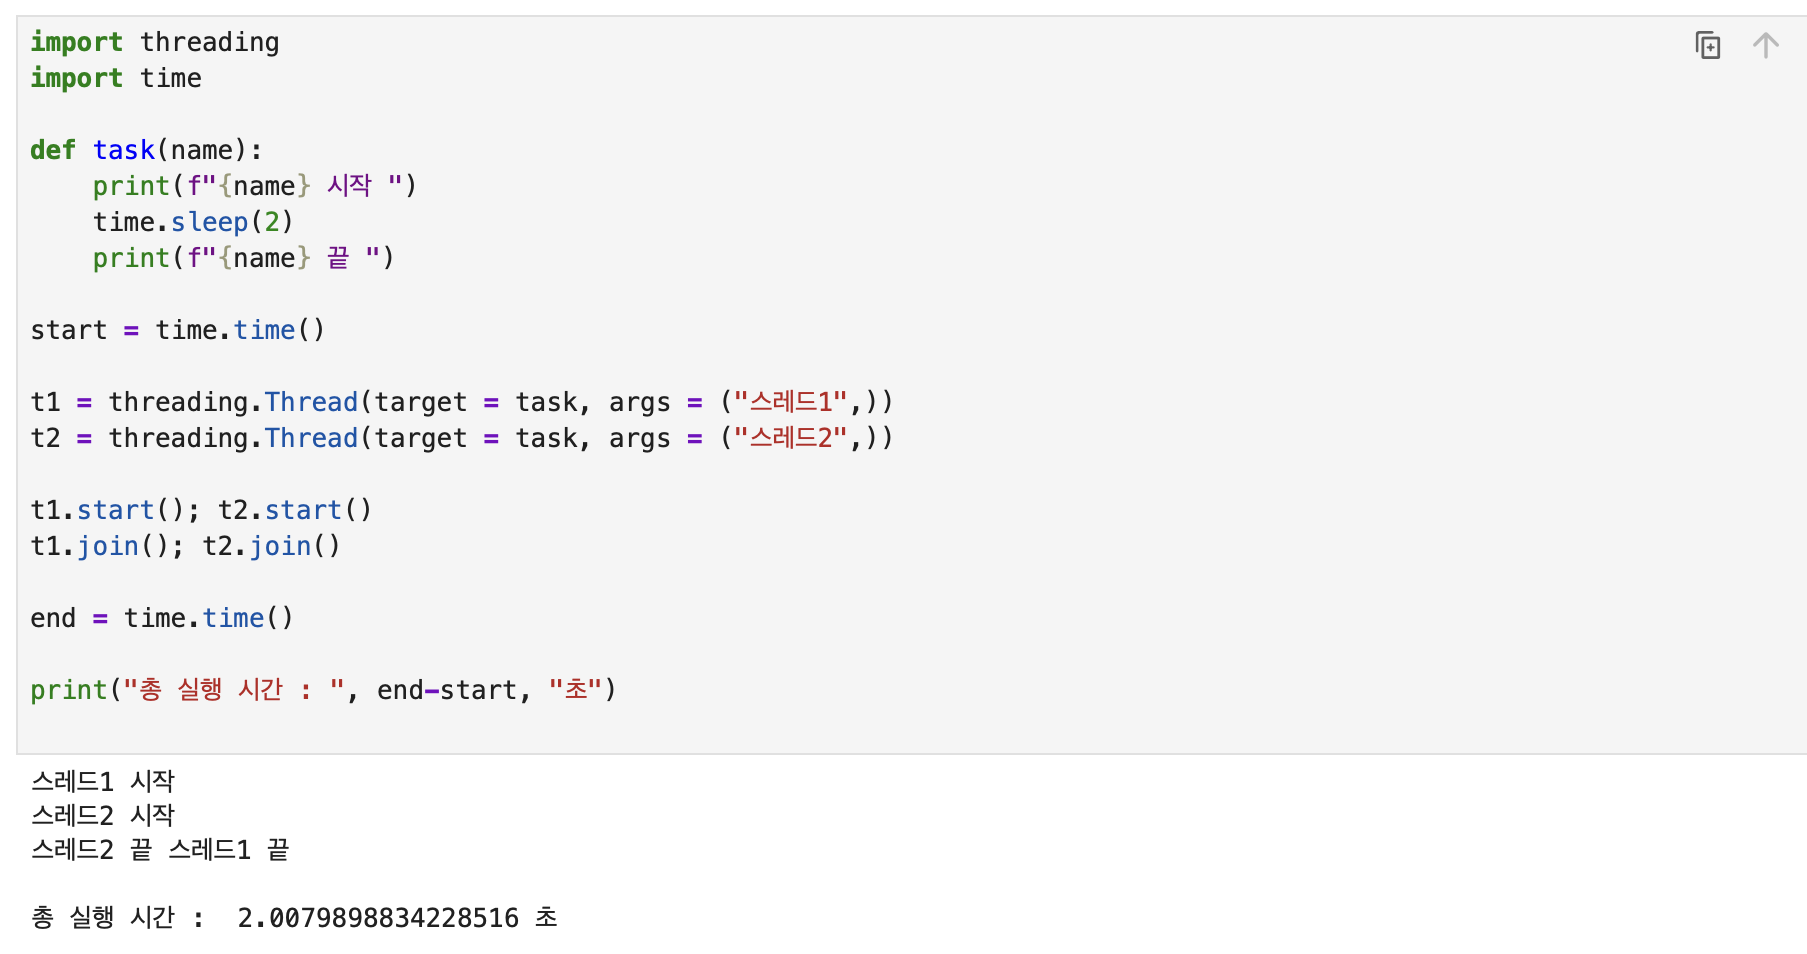 import threading
import time
def task(name):
    print(f"{name} 시작 ")
    time.sleep(2)
    print(f"{name} 끝 ")
start = time.time()
t1 = threading.Thread(target = task, args = ("스레드1",))
t2 = threading.Thread(target = task, args = ("스레드2",))
t1.start(); t2.start()
t1.join(); t2.join()
end = time.time()
print("총 실행 시간 : ", end-start, "초")
스레드1 시작
스레드2 시작
스레드2 끝 스레드1 끝
총 실행 시간 :  2.0079898834228516 초